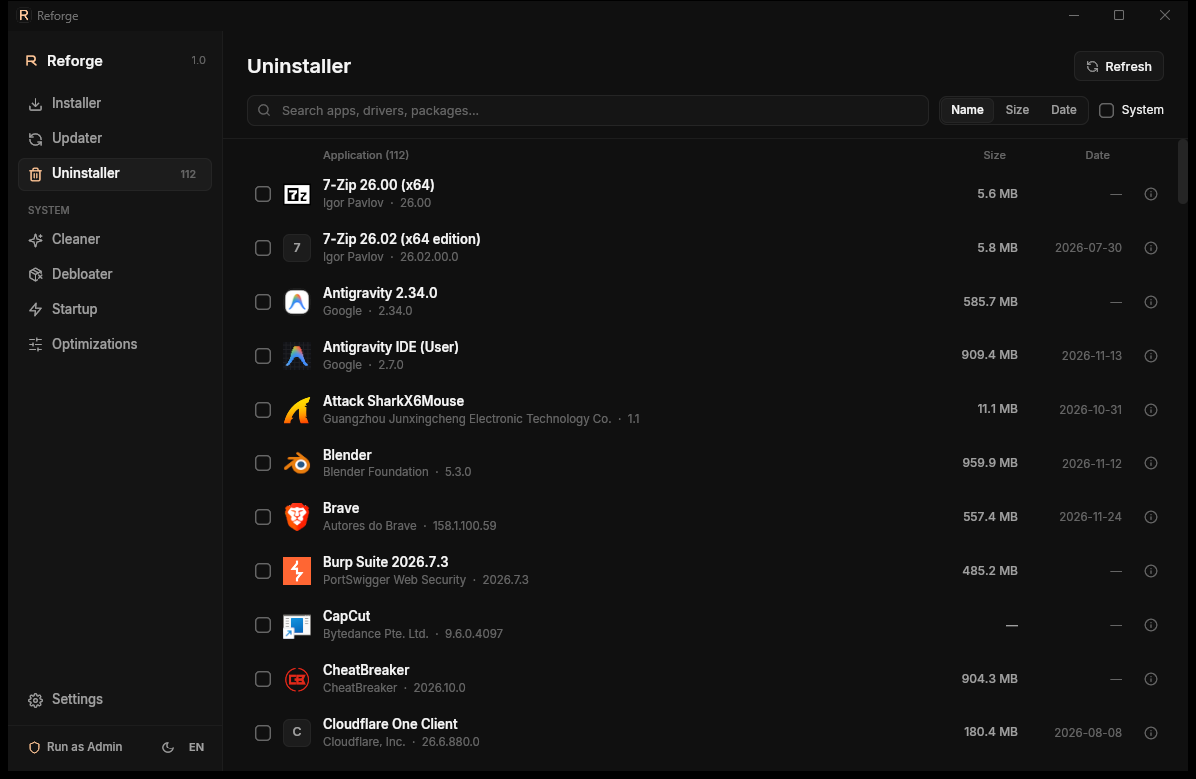 R Reforge
R Reforge 1.0
Installer
Updater
Uninstaller 112
SYSTEM
Cleaner
Debloater
Startup
Optimizations
Settings
Run as Admin EN
Uninstaller
Refresh
Search apps, drivers, packages...
Name Size Date System
Application (112) Size Date
7-Zip 26.00 (x64)
Igor Pavlov · 26.00
5.6 MB —
7-Zip 26.02 (x64 edition)
Igor Pavlov · 26.02.00.0
5.8 MB 2026-07-30
Antigravity 2.34.0
Google · 2.34.0
585.7 MB —
Antigravity IDE (User)
Google · 2.7.0
909.4 MB 2026-11-13
Attack SharkX6Mouse
Guangzhou Junxingcheng Electronic Technology Co. · 1.1
11.1 MB 2026-10-31
Blender
Blender Foundation · 5.3.0
959.9 MB 2026-11-12
Brave
Autores do Brave · 158.1.100.59
557.4 MB 2026-11-24
Burp Suite 2026.7.3
PortSwigger Web Security · 2026.7.3
485.2 MB —
CapCut
Bytedance Pte. Ltd. · 9.6.0.4097
— —
CheatBreaker
CheatBreaker · 2026.10.0
904.3 MB —
Cloudflare One Client
Cloudflare, Inc. · 26.6.880.0
180.4 MB 2026-08-08
7z
7
C